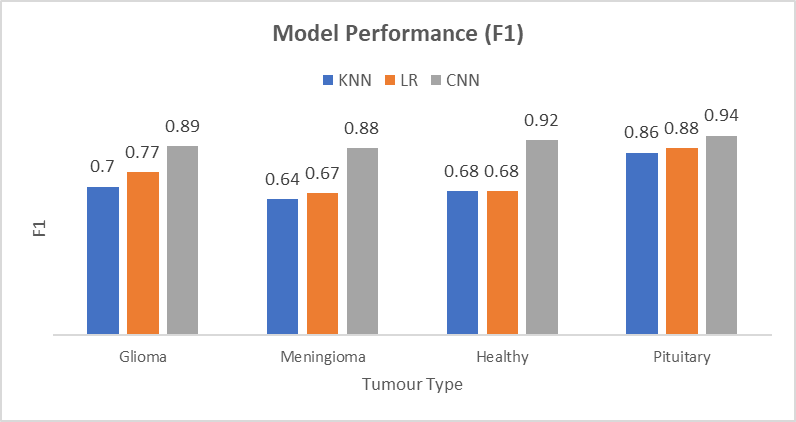 Model Performance (F1)
KNN LR CNN
0.7 0.77 0.89 0.64 0.67 0.88 0.68 0.68 0.92 0.86 0.88 0.94
F1
Glioma Meningioma Healthy Pituitary
Tumour Type